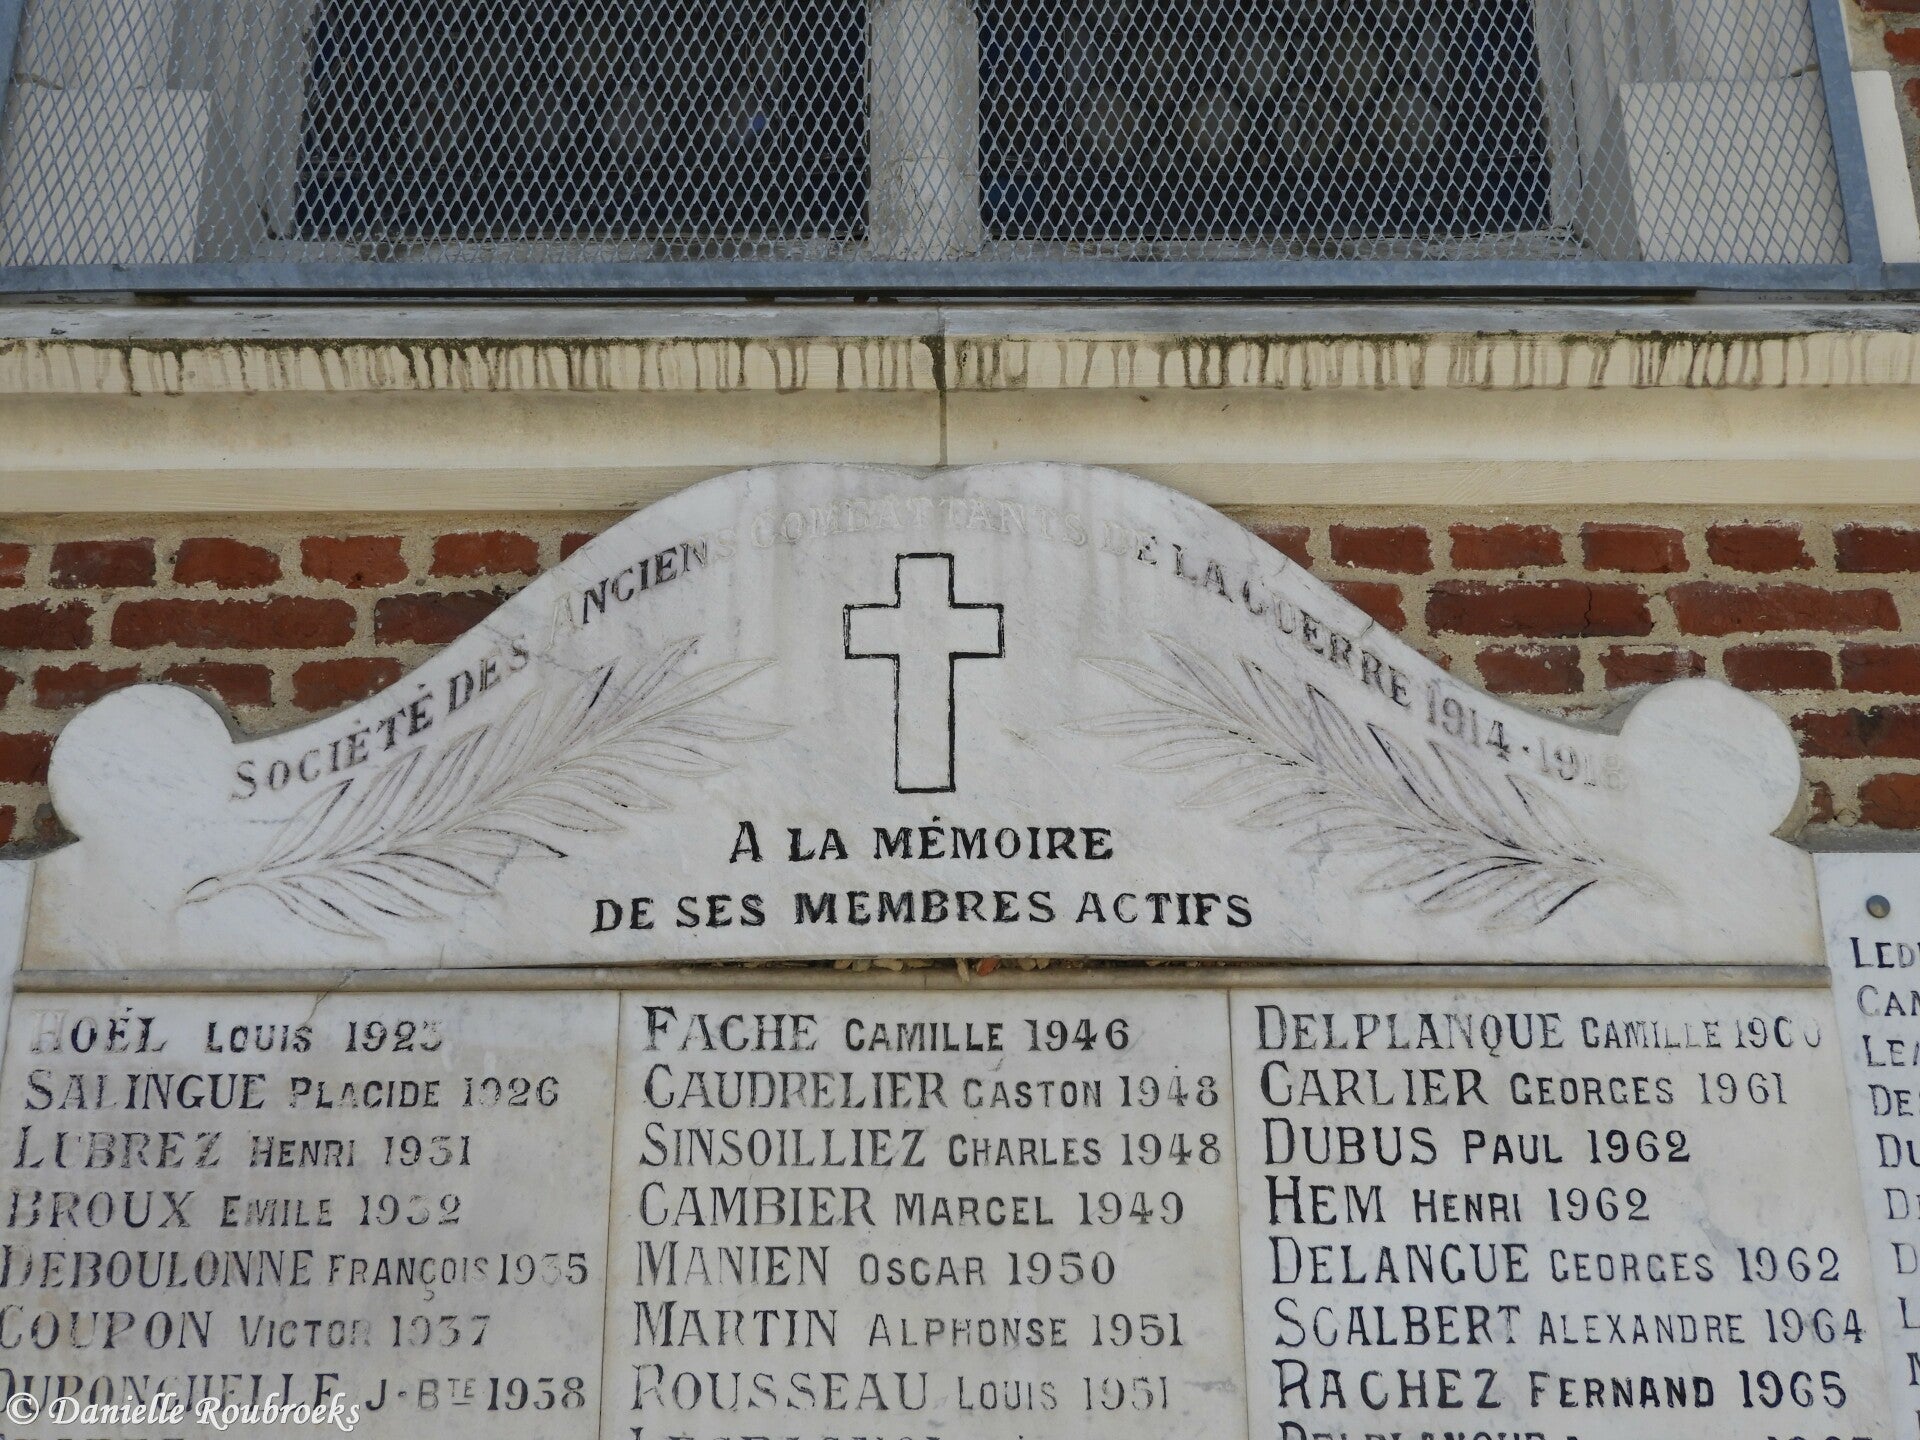 SOCIÉTÉ DES ANCIENS COMBATTANTS DE LA GUERRE 1914-1918
A LA MÉMOIRE
DE SES MEMBRES ACTIFS
HOËL LOUIS 1923
SALINGUE PLACIDE 1926
LUBREZ HENRI 1931
BROUX EMILE 1932
DEBOULONNE FRANÇOIS 1935
COUPON VICTOR 1937
DURONCHELLE J-BTE 1938
FACHE CAMILLE 1946
CAUDRELIER GASTON 1948
SINSOILLIEZ CHARLES 1948
CAMBIER MARCEL 1949
MANIEN OSCAR 1950
MARTIN ALPHONSE 1951
ROUSSEAU LOUIS 1951
DELPLANQUE CAMILLE 1960
CARLIER GEORGES 1961
DUBUS PAUL 1962
HEM HENRI 1962
DELANGUE GEORGES 1962
SCALBERT ALEXANDRE 1964
RACHEZ FERNAND 1965
DELPLANQUE
© Danielle Roubroeks